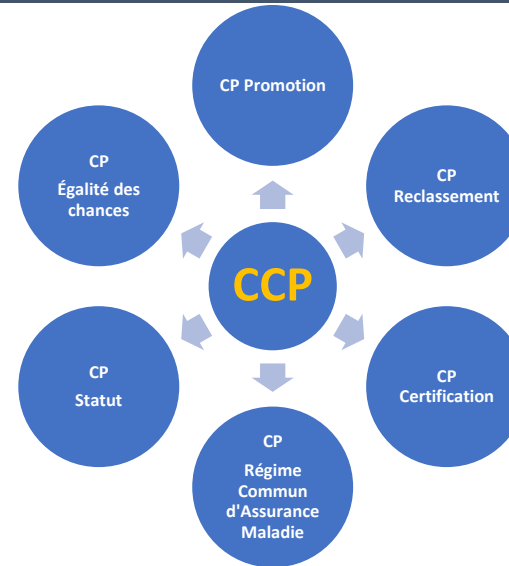 CP Promotion
CP
Égalité des
chances
CP
Reclassement
CCP
CP
Statut
CP
Certification
CP
Régime
Commun
d'Assurance
Maladie